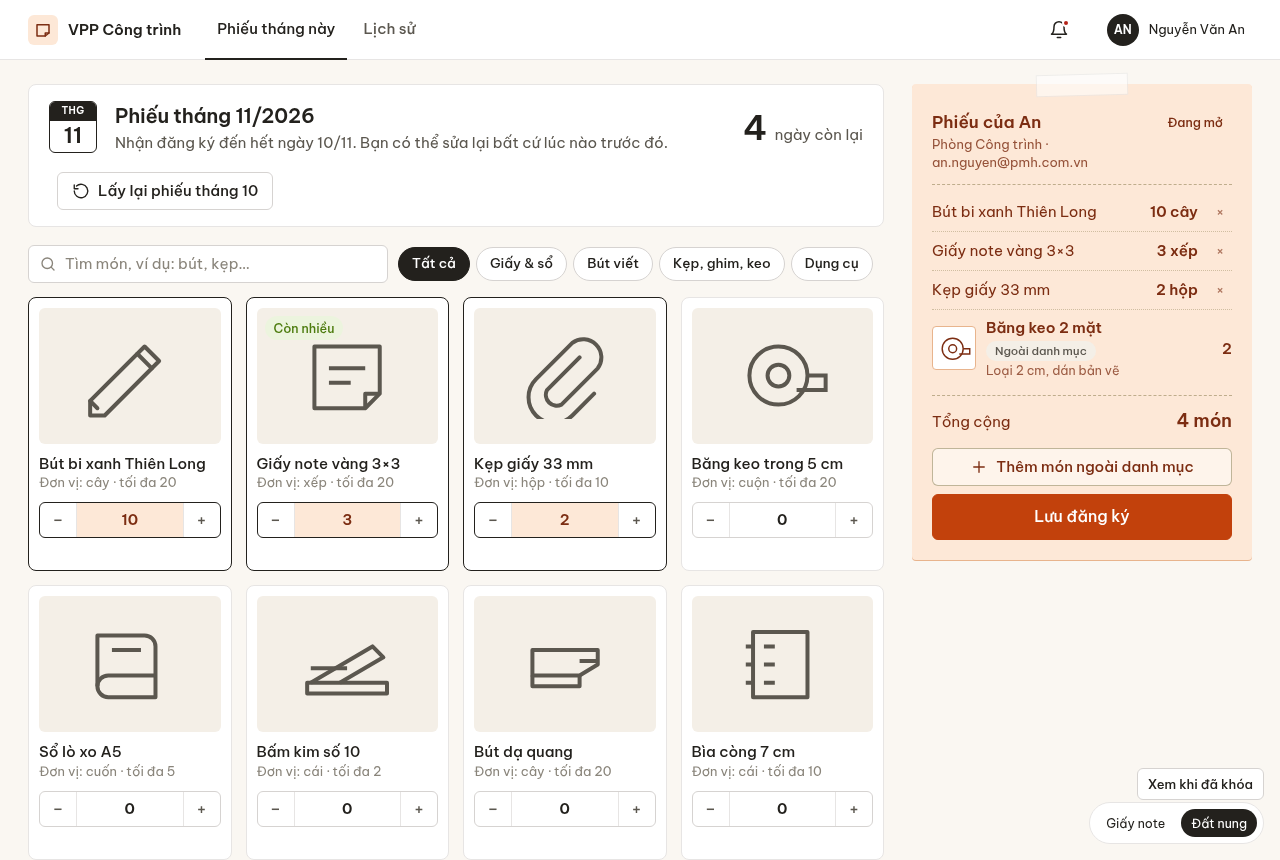 VPP Công trình
Phiếu tháng này
Lịch sử
AN
Nguyễn Văn An
THG
11
Phiếu tháng 11/2026
Nhận đăng ký đến hết ngày 10/11. Bạn có thể sửa lại bất cứ lúc nào trước đó.
4 ngày còn lại
Lấy lại phiếu tháng 10
Tìm món, ví dụ: bút, kẹp...
Tất cả
Giấy & sổ
Bút viết
Kẹp, ghim, keo
Dụng cụ
Bút bi xanh Thiên Long
Đơn vị: cây · tối đa 20
− 10 +
Còn nhiều
Giấy note vàng 3×3
Đơn vị: xếp · tối đa 20
− 3 +
Kẹp giấy 33 mm
Đơn vị: hộp · tối đa 10
− 2 +
Băng keo trong 5 cm
Đơn vị: cuộn · tối đa 20
− 0 +
Sổ lò xo A5
Đơn vị: cuốn · tối đa 5
− 0 +
Bấm kim số 10
Đơn vị: cái · tối đa 2
− 0 +
Bút dạ quang
Đơn vị: cây · tối đa 20
− 0 +
Bìa còng 7 cm
Đơn vị: cái · tối đa 10
− 0 +
Phiếu của An
Đang mở
Phòng Công trình ·
an.nguyen@pmh.com.vn
Bút bi xanh Thiên Long 10 cây ×
Giấy note vàng 3×3 3 xếp ×
Kẹp giấy 33 mm 2 hộp ×
Băng keo 2 mặt
Ngoài danh mục
Loại 2 cm, dán bản vẽ
2
Tổng cộng 4 món
+ Thêm món ngoài danh mục
Lưu đăng ký
Xem khi đã khóa
Giấy note
Đất nung